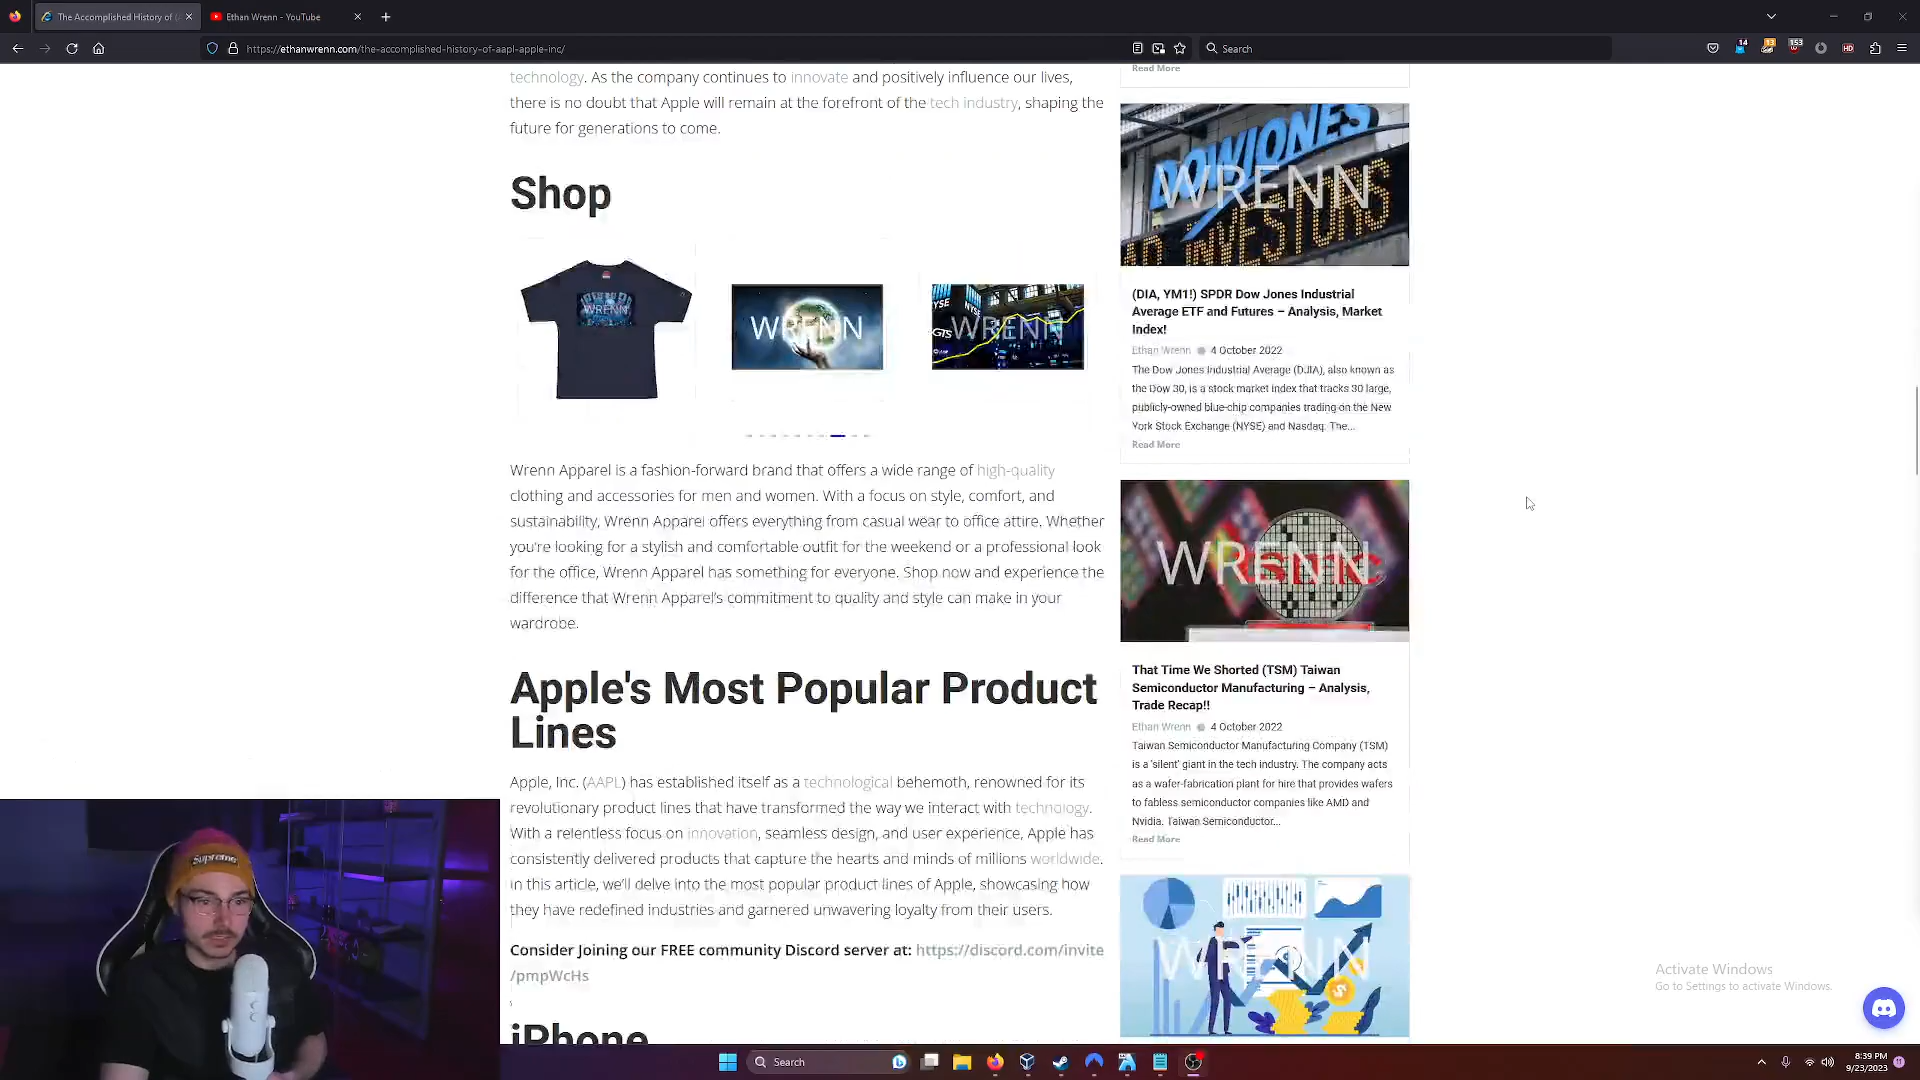 The Accomplished History of (
Ethan Wrenn - YouTube
https://ethanwrenn.com/the-accomplished-history-of-aapl-apple-inc/
Search
14
13
153
HD
technology. As the company continues to innovate and positively influence our lives,
there is no doubt that Apple will remain at the forefront of the tech industry, shaping the
future for generations to come.
Shop
WRENN
WRENN
WRENN
NYSE
Wrenn Apparel is a fashion-forward brand that offers a wide range of high-quality
clothing and accessories for men and women. With a focus on style, comfort, and
sustainability, Wrenn Apparel offers everything from casual wear to office attire. Whether
you're looking for a stylish and comfortable outfit for the weekend or a professional look
for the office, Wrenn Apparel has something for everyone. Shop now and experience the
difference that Wrenn Apparel's commitment to quality and style can make in your
wardrobe.
Apple's Most Popular Product
Lines
Apple, Inc. (AAPL) has established itself as a technological behemoth, renowned for its
revolutionary product lines that have transformed the way we interact with technology.
With a relentless focus on innovation, seamless design, and user experience, Apple has
consistently delivered products that capture the hearts and minds of millions worldwide.
In this article, we'll delve into the most popular product lines of Apple, showcasing how
they have redefined industries and garnered unwavering loyalty from their users.
Consider Joining our FREE community Discord server at: https://discord.com/invite
/pmpWcHs
iPhone
Read More
DOWJONES
WRENN
INVESTORS
(DIA, YM1!) SPDR Dow Jones Industrial
Average ETF and Futures – Analysis, Market
Index!
Ethan Wrenn 4 October 2022
The Dow Jones Industrial Average (DJIA), also known as
the Dow 30, is a stock market index that tracks 30 large,
publicly-owned blue-chip companies trading on the New
York Stock Exchange (NYSE) and Nasdaq. The...
Read More
WRENN
That Time We Shorted (TSM) Taiwan
Semiconductor Manufacturing – Analysis,
Trade Recap!!
Ethan Wrenn 4 October 2022
Taiwan Semiconductor Manufacturing Company (TSM)
is a 'silent' giant in the tech industry. The company acts
as a wafer-fabrication plant for hire that provides wafers
to fabless semiconductor companies like AMD and
Nvidia. Taiwan Semiconductor...
Read More
WRENN
Supreme
Activate Windows
Go to Settings to activate Windows.
Search
8:39 PM
9/23/2023